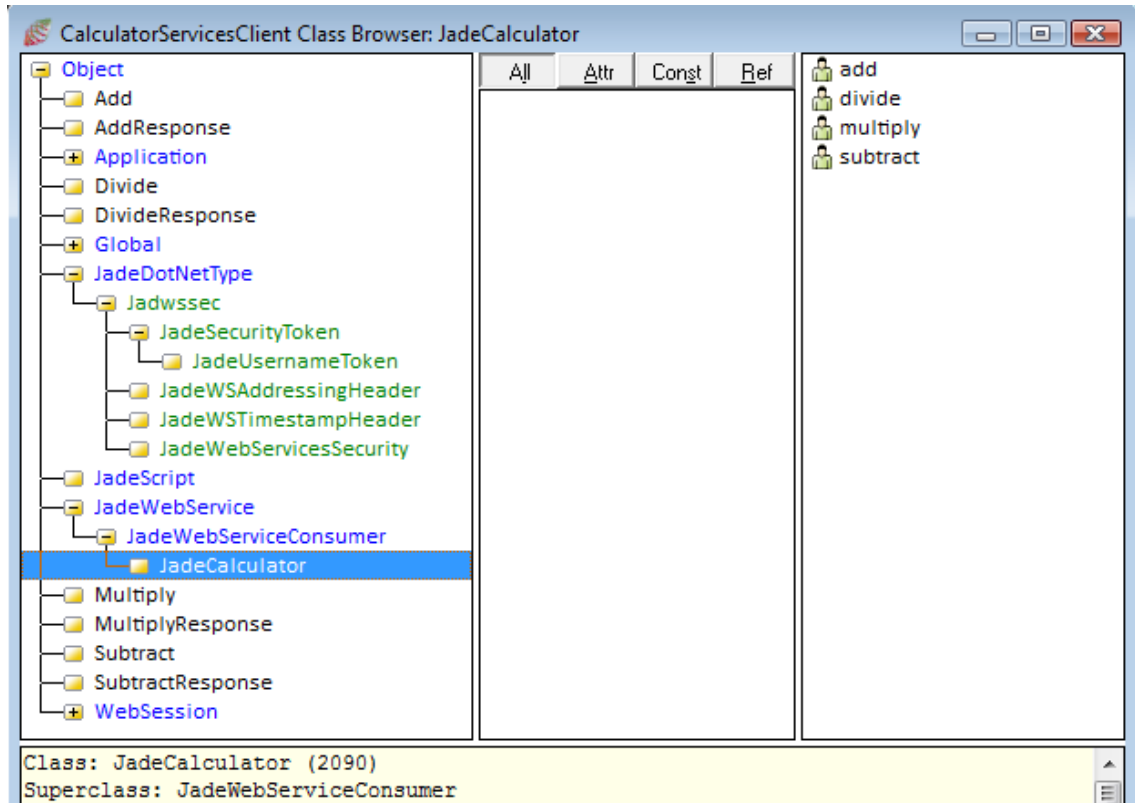 CalculatorServicesClient Class Browser: JadeCalculator
Object
Add
AddResponse
Application
Divide
DivideResponse
Global
JadeDotNetType
Jadwssec
JadeSecurityToken
JadeUsernameToken
JadeWSAddressingHeader
JadeWSTimestampHeader
JadeWebServicesSecurity
JadeScript
JadeWebService
JadeWebServiceConsumer
JadeCalculator
Multiply
MultiplyResponse
Subtract
SubtractResponse
WebSession
All Attr Const Ref
add
divide
multiply
subtract
Class: JadeCalculator (2090)
Superclass: JadeWebServiceConsumer